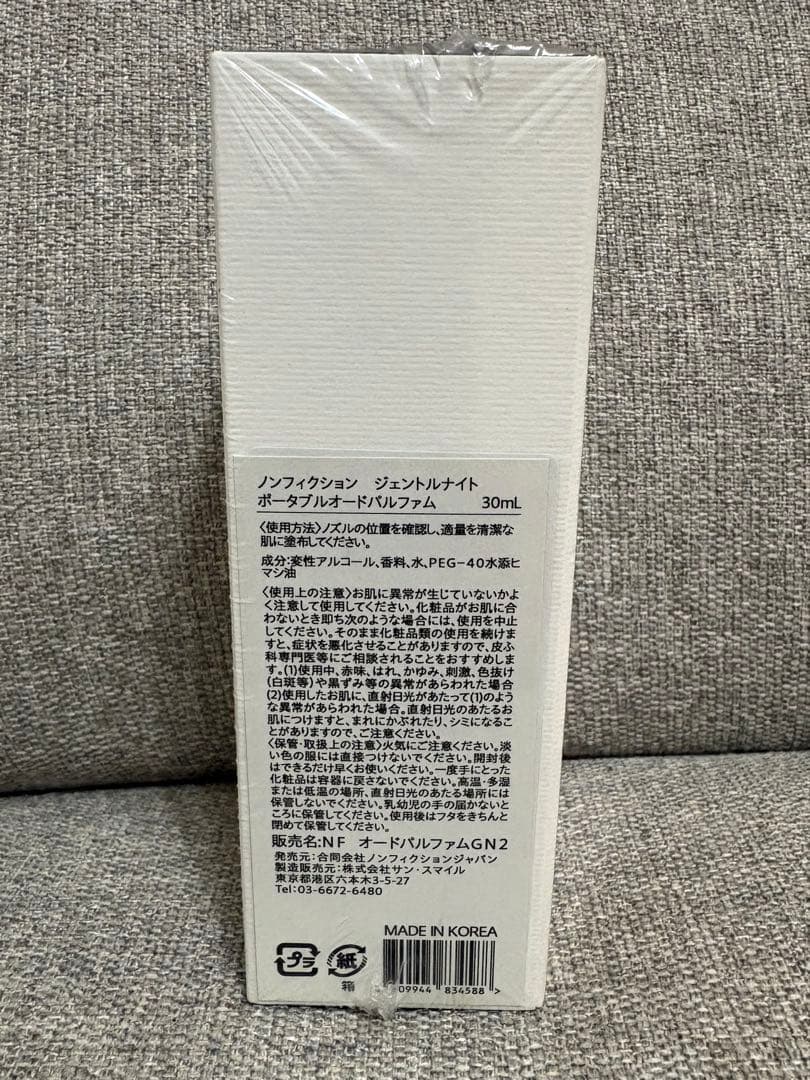 ノンフィクション　ジェントルナイト
ポータブルオードパルファム　30mL
〈使用方法〉ノズルの位置を確認し、適量を清潔な
肌に塗布してください。
成分:変性アルコール、香料、水、PEG-40水添ヒ
マシ油
〈使用上の注意〉お肌に異常が生じていないかよ
く注意して使用してください。化粧品がお肌に合
わないとき即ち次のような場合には、使用を中止
してください。そのまま化粧品類の使用を続けま
すと、症状を悪化させることがありますので、皮ふ
科専門医等にご相談されることをおすすめしま
す。(1)使用中、赤味、はれ、かゆみ、刺激、色抜け
(白斑等)や黒ずみ等の異常があらわれた場合
(2)使用したお肌に、直射日光があたって(1)のよう
な異常があらわれた場合。直射日光のあたるお
肌につけますと、まれにかぶれたり、シミになるこ
とがありますので、ご注意ください。
〈保管・取扱上の注意〉火気にご注意ください。淡
い色の服には直接つけないでください。開封後
はできるだけ早くお使いください。一度手にとった
化粧品は容器に戻さないでください。高温・多湿
または低温の場所、直射日光のあたる場所には
保管しないでください。乳幼児の手の届かないと
ころに保管してください。使用後はフタをきちんと
閉めて保管してください。
販売名:NF　オードパルファムGN2
発売元:合同会社ノンフィクションジャパン
製造販売元:株式会社サン・スマイル
東京都港区六本木3-5-27
Tel:03-6672-6480
MADE IN KOREA
プラ
紙
箱
09944 834588 >